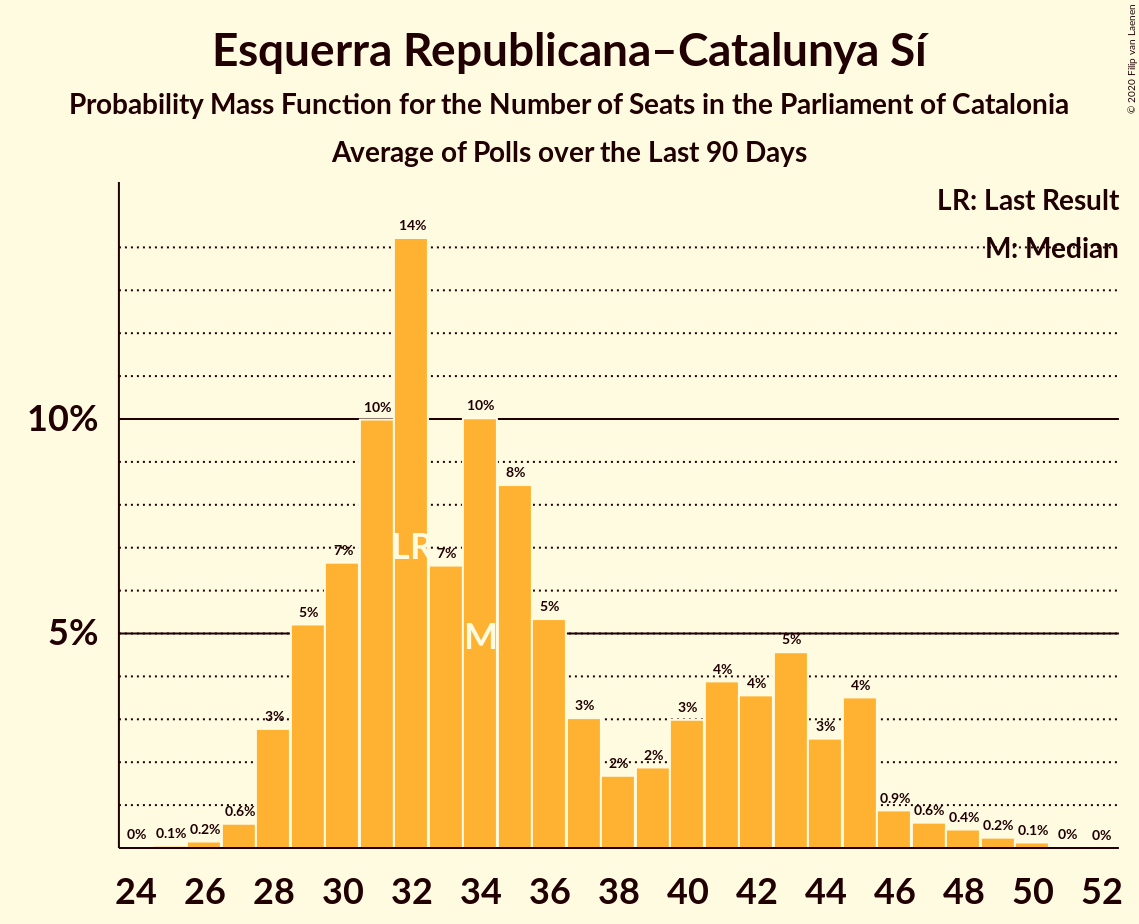 Esquerra Republicana–Catalunya Sí
Probability Mass Function for the Number of Seats in the Parliament of Catalonia
Average of Polls over the Last 90 Days
© 2020 Filip van Laenen
LR: Last Result
M: Median
10%
5%
0% 0.1% 0.2% 0.6% 3% 5% 7% 10% 14% 7% 10% 8% 5% 3% 2% 2% 3% 4% 4% 5% 3% 4% 0.9% 0.6% 0.4% 0.2% 0.1% 0% 0%
LR
M
24 26 28 30 32 34 36 38 40 42 44 46 48 50 52